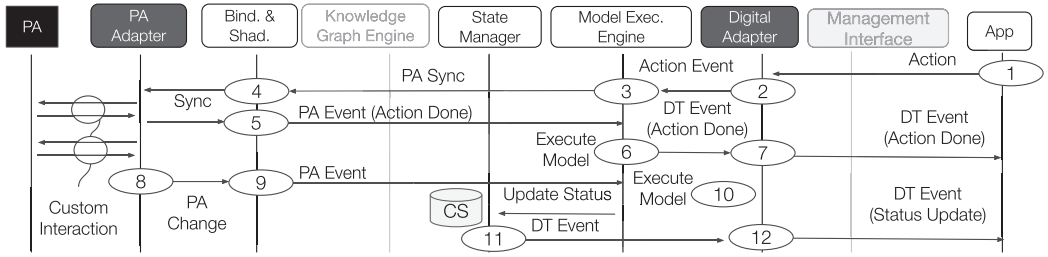 PA
PA
Adapter
Bind. &
Shad.
Knowledge
Graph Engine
State
Manager
Model Exec.
Engine
Digital
Adapter
Management
Interface
App
Action
1
Action Event
2
PA Sync
3
4
Sync
5
PA Event (Action Done)
DT Event
(Action Done)
DT Event
(Action Done)
Execute
Model
6
7
8
9
PA Event
PA
Change
Custom
Interaction
Execute
Model
10
Update Status
CS
DT Event
11
12
DT Event
(Status Update)